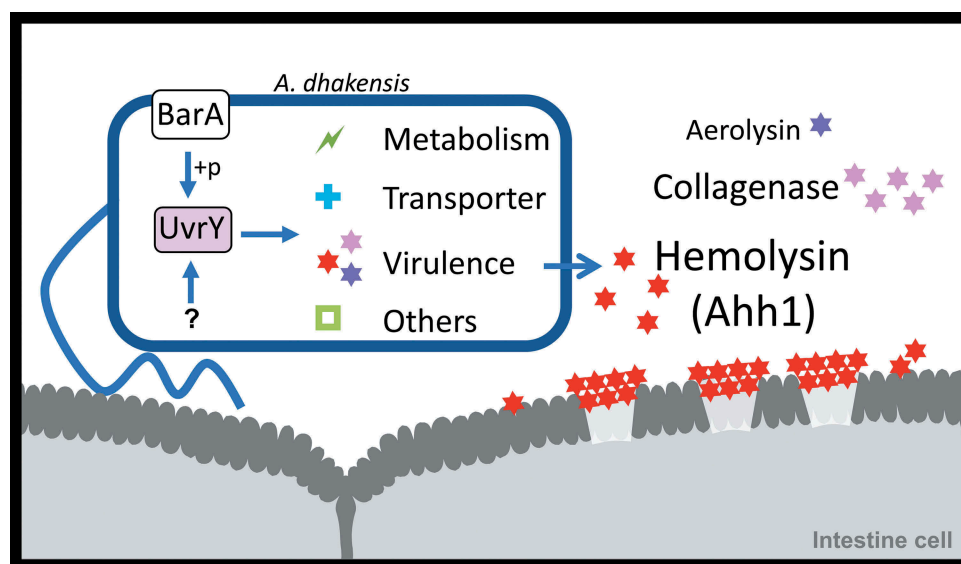 A. dhakensis
BarA
+p
UvrY
?
Metabolism
Transporter
Virulence
Others
Aerolysin
Collagenase
Hemolysin
(Ahh1)
Intestine cell